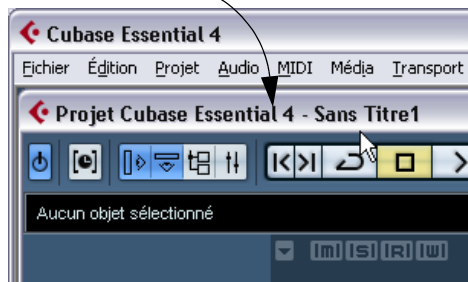 Cubase Essential 4
Fichier Édition Projet Audio MIDI Média Transport
Projet Cubase Essential 4 - Sans Titre1
Aucun objet sélectionné
m S R W